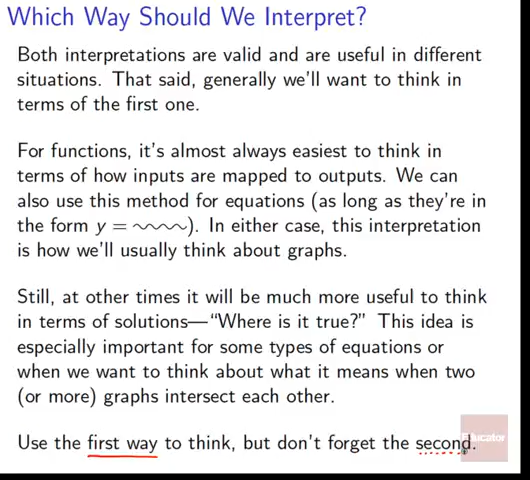 Which Way Should We Interpret?
Both interpretations are valid and are useful in different
situations. That said, generally we'll want to think in
terms of the first one.
For functions, it's almost always easiest to think in
terms of how inputs are mapped to outputs. We can
also use this method for equations (as long as they're in
the form y = ~~~~). In either case, this interpretation
is how we'll usually think about graphs.
Still, at other times it will be much more useful to think
in terms of solutions—“Where is it true?” This idea is
especially important for some types of equations or
when we want to think about what it means when two
(or more) graphs intersect each other.
Use the first way to think, but don't forget the second.
Educator